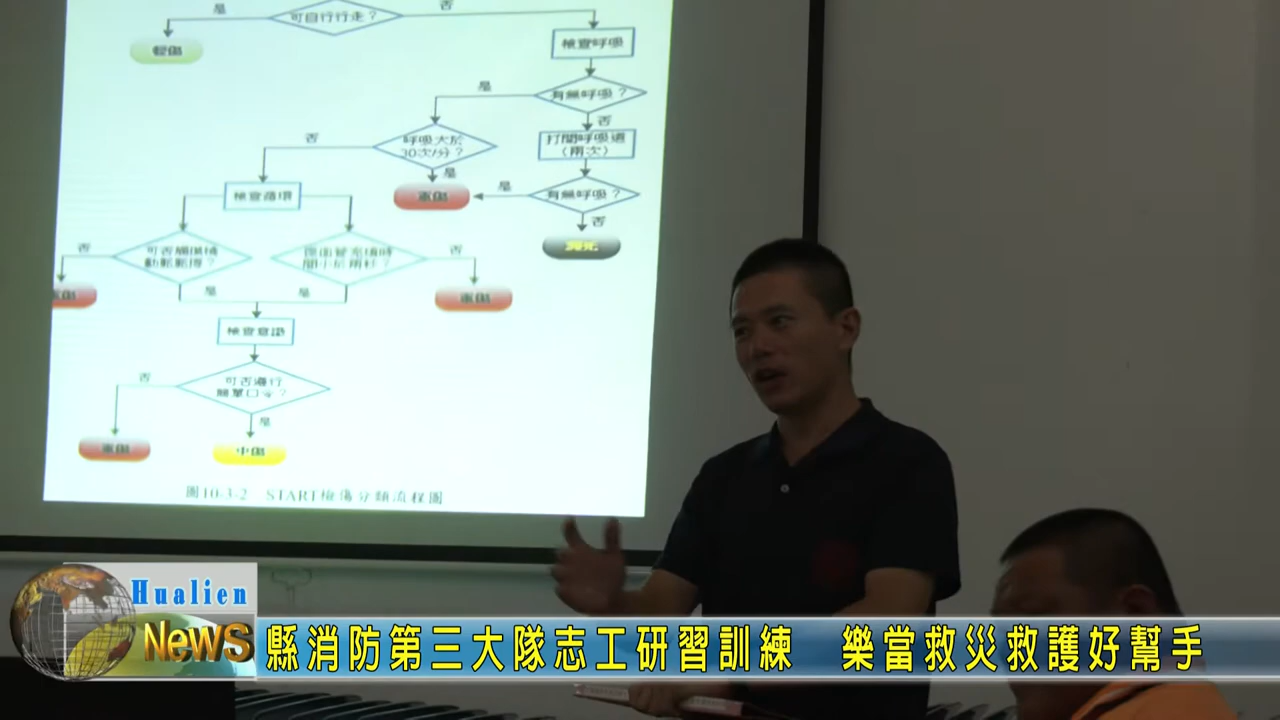 是
可自行行走？
否
輕傷
檢查呼吸
有無呼吸？
是
否
呼吸大於
30次/分？
否
是
打開呼吸道
(兩次)
檢查循環
重傷
是
有無呼吸？
否
可否觸摸橈
動脈脈搏？
否
否
重傷
是
是
重傷
檢查意識
可否遵行
簡單口令？
否
是
重傷
中傷
圖10-3-2 START檢傷分類流程圖
Hualien
News
縣消防第三大隊志工研習訓練 樂當救災救護好幫手